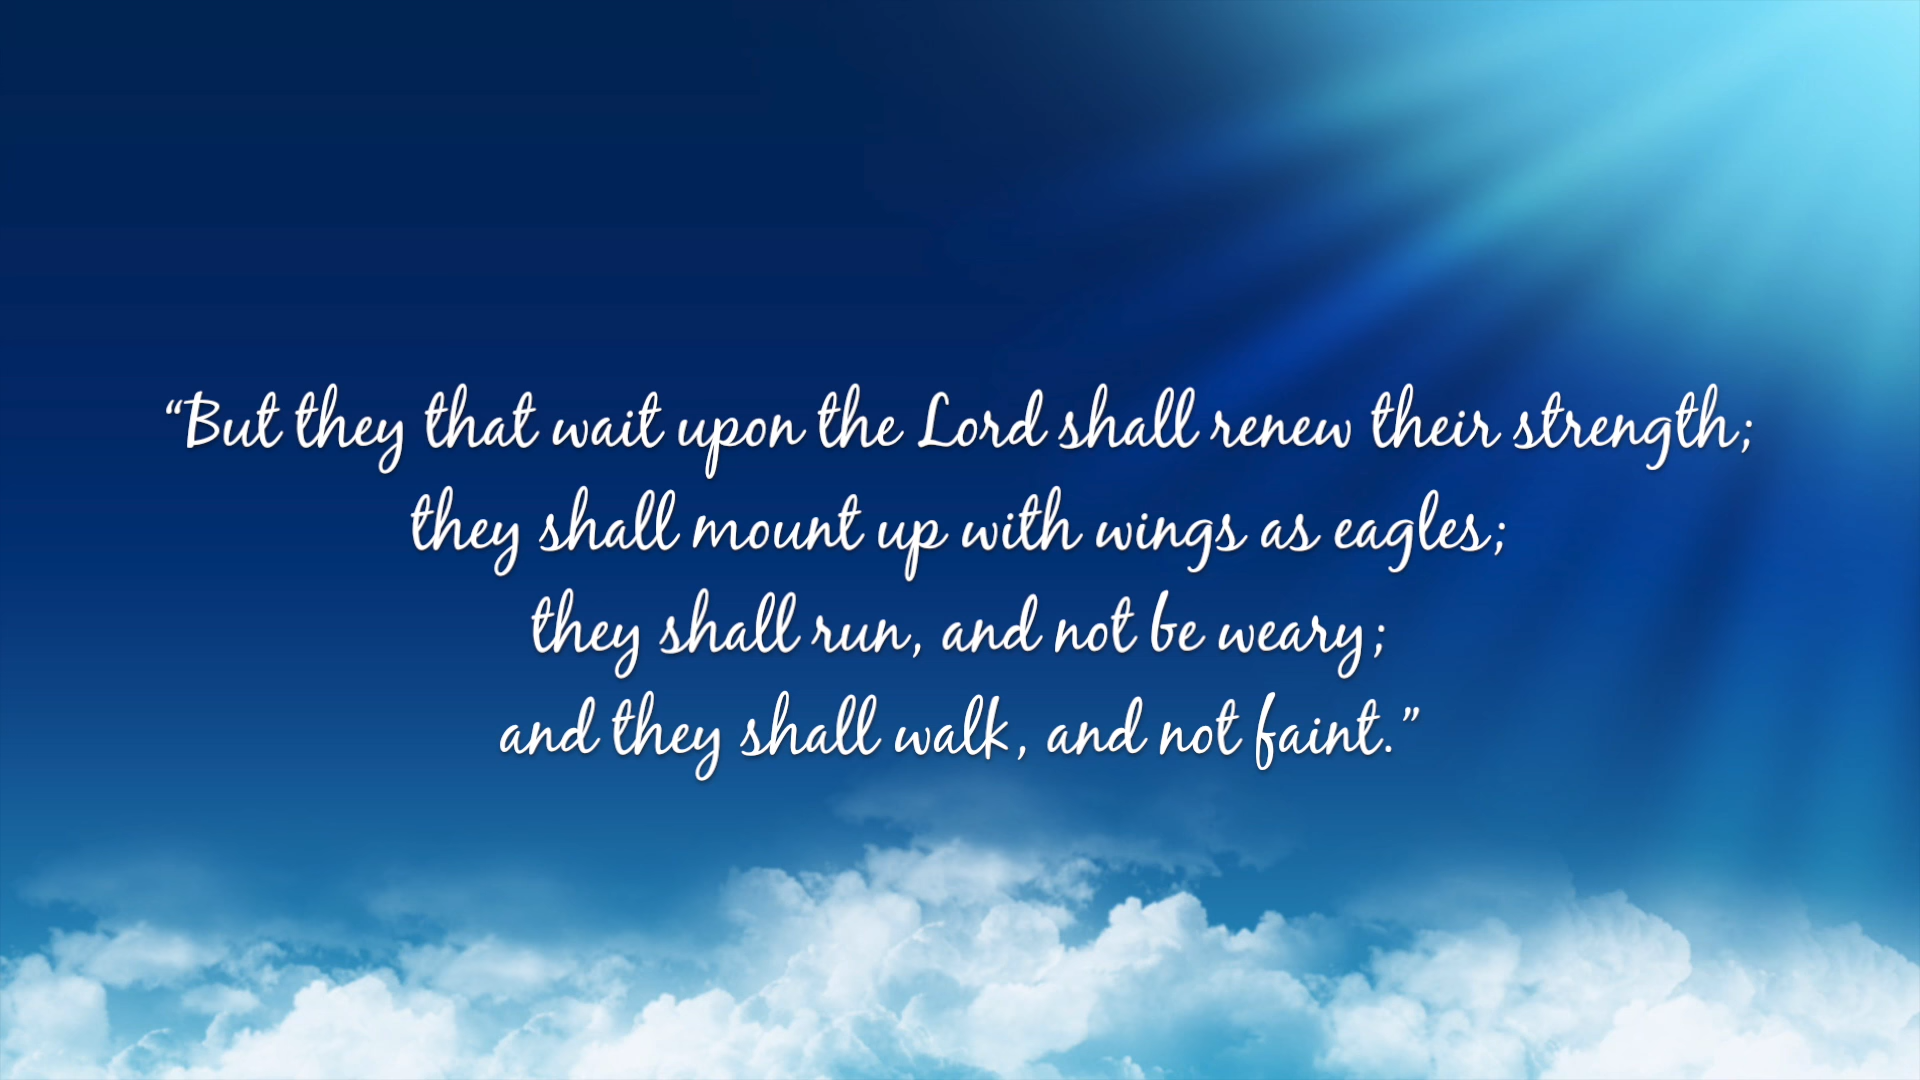 “But they that wait upon the Lord shall renew their strength;
they shall mount up with wings as eagles;
they shall run, and not be weary;
and they shall walk, and not faint.”